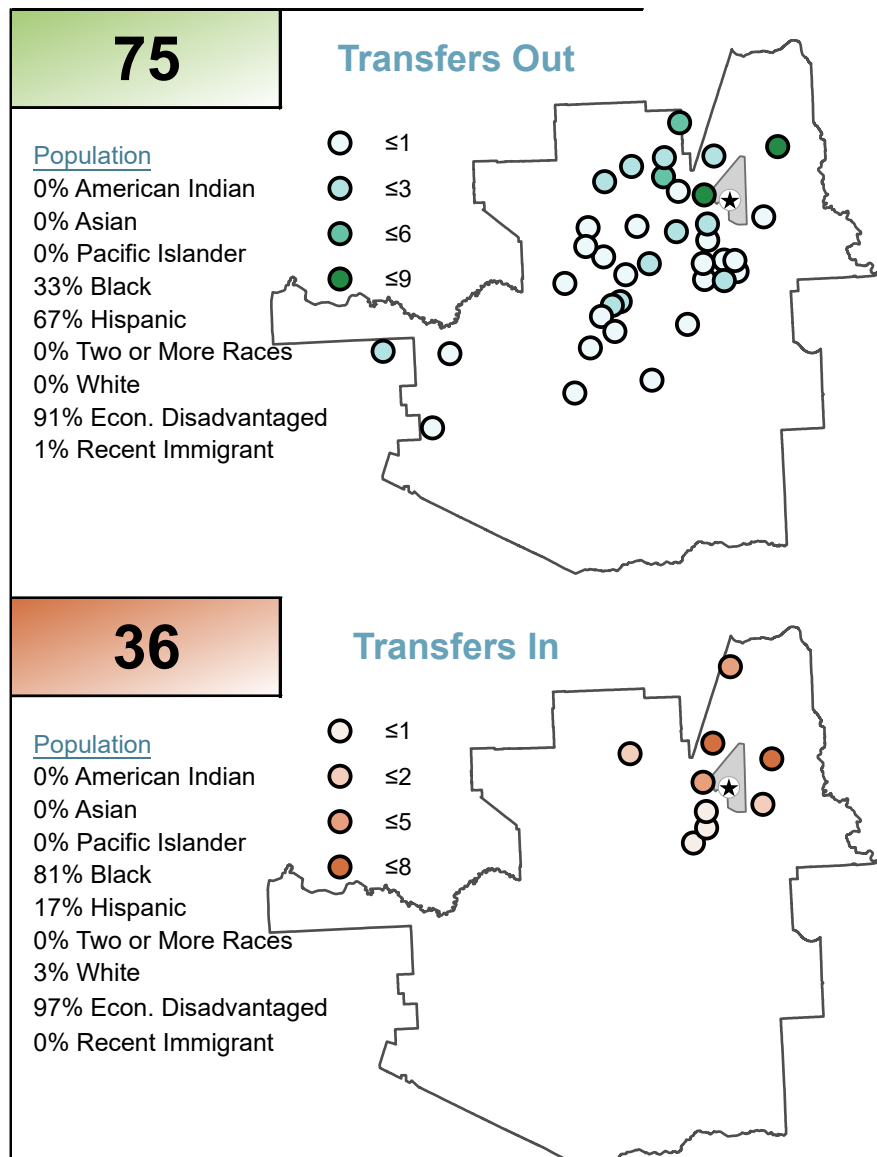 75
Transfers Out
Population
0% American Indian
0% Asian
0% Pacific Islander
33% Black
67% Hispanic
0% Two or More Races
0% White
91% Econ. Disadvantaged
1% Recent Immigrant
≤1
≤3
≤6
≤9
36
Transfers In
Population
0% American Indian
0% Asian
0% Pacific Islander
81% Black
17% Hispanic
0% Two or More Races
3% White
97% Econ. Disadvantaged
0% Recent Immigrant
≤1
≤2
≤5
≤8